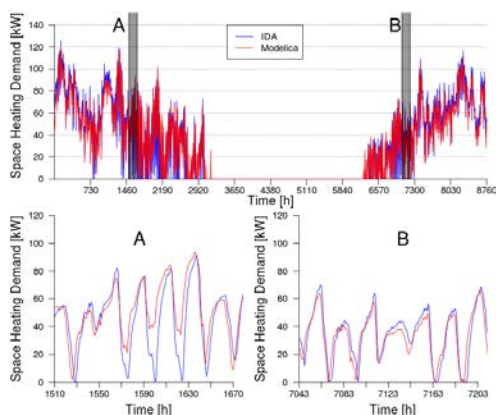 A
B
IDA
Modelica
Space Heating Demand [kW]
140
120
100
80
60
40
20
0
730 1460 2190 2920 3650 4380 5110 5840 6570 7300 8030 8760
Time [h]
A
Space Heating Demand [kW]
120
100
80
60
40
20
0
1510 1550 1590 1630 1670
Time [h]
B
Space Heating Demand [kW]
120
100
80
60
40
20
0
7043 7083 7123 7163 7203
Time [h]